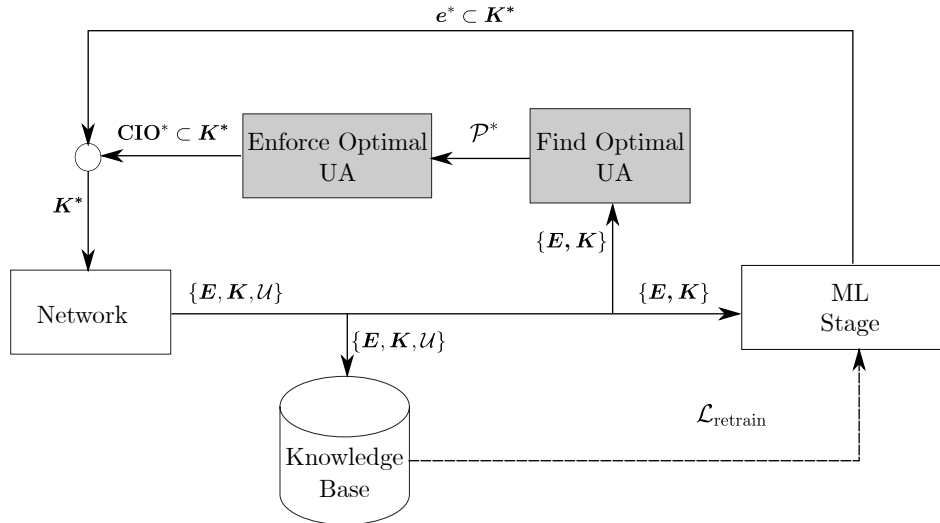 e* ⊂ K*
CIO* ⊂ K*
Enforce Optimal
UA
𝒫*
Find Optimal
UA
K*
{E, K}
Network
{E, K, 𝒰}
{E, K}
ML
Stage
{E, K, 𝒰}
ℒretrain
Knowledge
Base